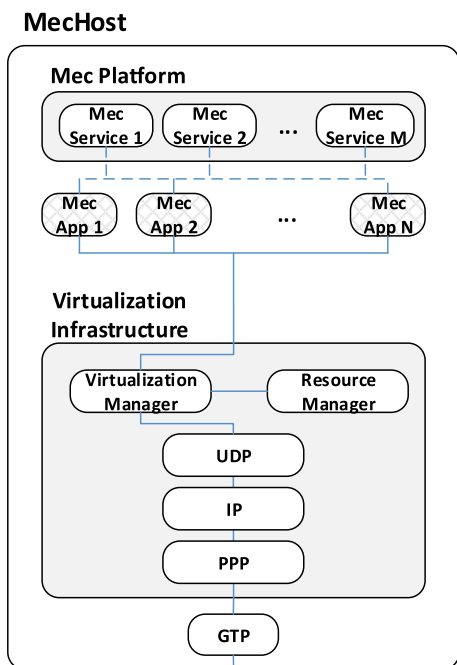 MecHost
Mec Platform
Mec
Service 1
Mec
Service 2
...
Mec
Service M
Mec
App 1
Mec
App 2
...
Mec
App N
Virtualization
Infrastructure
Virtualization
Manager
Resource
Manager
UDP
IP
PPP
GTP